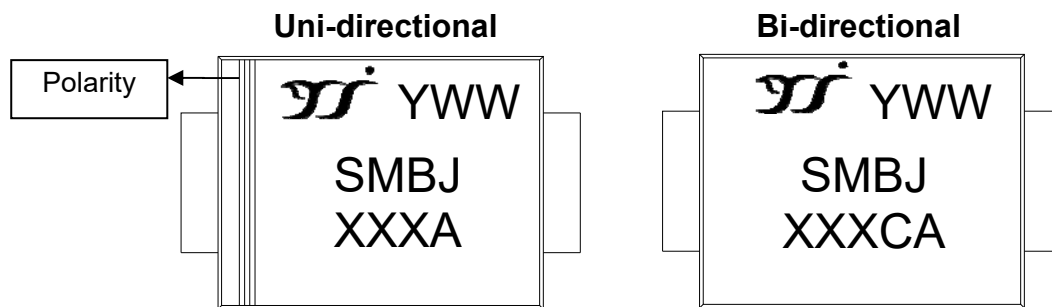 Uni-directional
Bi-directional
Polarity
YWW
SMBJ
XXXA
YWW
SMBJ
XXXCA